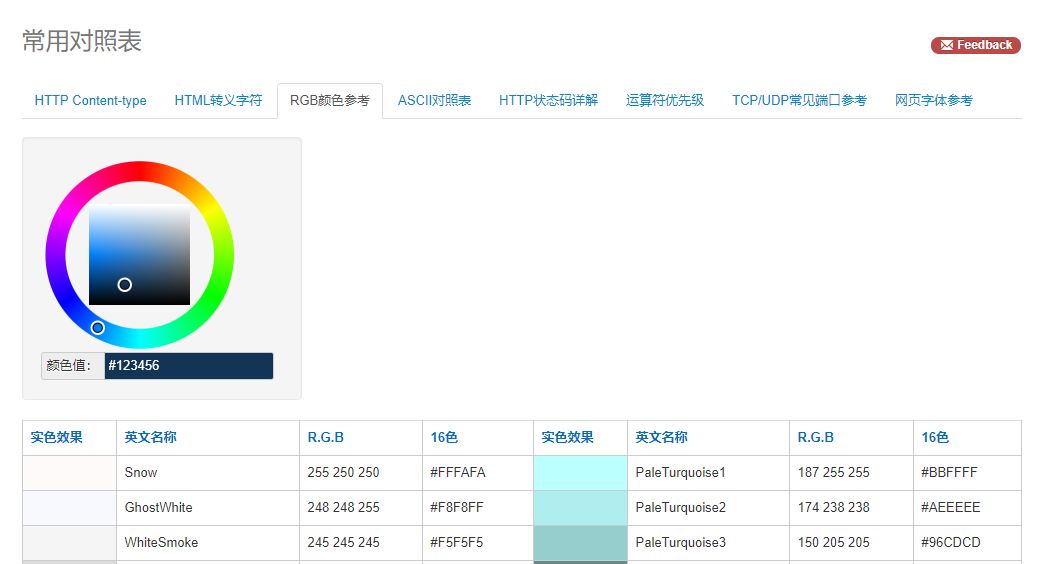 常用对照表
Feedback
HTTP Content-type HTML转义字符 RGB颜色参考 ASCII对照表 HTTP状态码详解 运算符优先级 TCP/UDP常见端口参考 网页字体参考
颜色值: #123456
实色效果 英文名称 R.G.B 16色 实色效果 英文名称 R.G.B 16色
Snow 255 250 250 #FFFAFA PaleTurquoise1 187 255 255 #BBFFFF
GhostWhite 248 248 255 #F8F8FF PaleTurquoise2 174 238 238 #AEEEEE
WhiteSmoke 245 245 245 #F5F5F5 PaleTurquoise3 150 205 205 #96CDCD